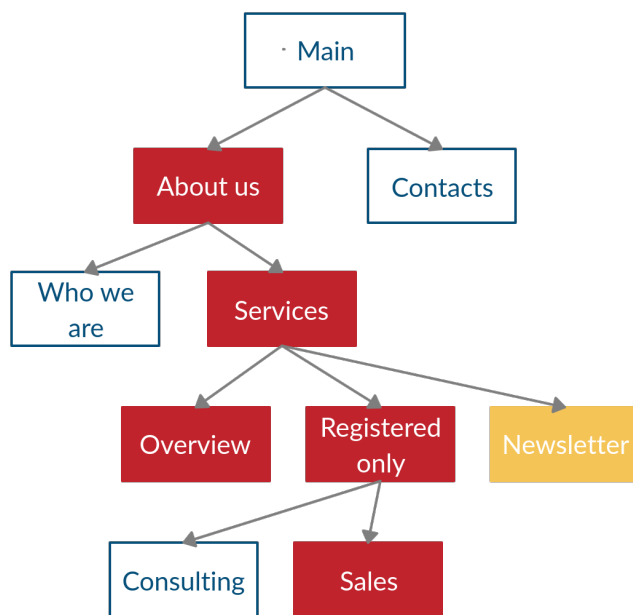 Main
About us
Contacts
Who we
are
Services
Overview
Registered
only
Newsletter
Consulting
Sales